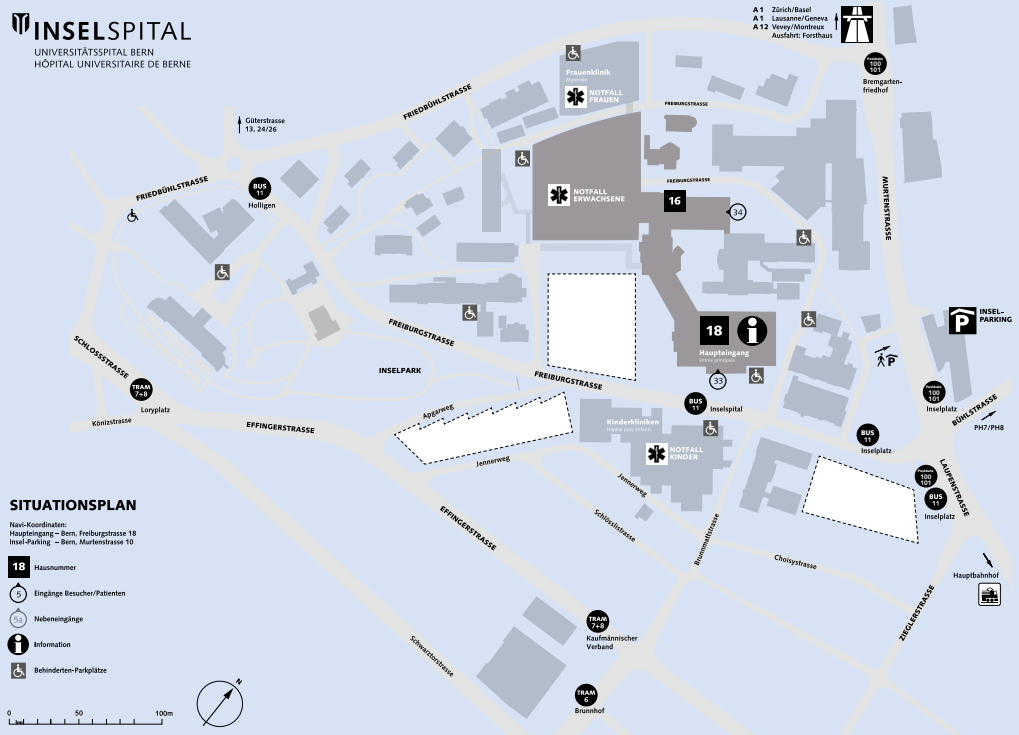 INSELSPITAL
UNIVERSITÄTSSPITAL BERN
HÔPITAL UNIVERSITAIRE DE BERNE
A 1 Zürich/Basel
A 1 Lausanne/Geneva
A 12 Vevey/Montreux
Ausfahrt: Forsthaus
Postauto
100
101
Bremgarten-
friedhof
Frauenklinik
Maternité
NOTFALL
FRAUEN
FRIEDBÜHLSTRASSE
FREIBURGSTRASSE
Güterstrasse
13, 24/26
FRIEDBÜHLSTRASSE
BUS
11
Holligen
NOTFALL
ERWACHSENE
FREIBURGSTRASSE
16
34
MURTENSTRASSE
18
Haupteingang
Entrée principale
33
P
INSEL-
PARKING
P
SCHLOSSSTRASSE
TRAM
7+8
Loryplatz
Könizstrasse
FREIBURGSTRASSE
INSELPARK
FREIBURGSTRASSE
BUS
11
Inselspital
Postauto
100
101
Inselplatz
BÜHLSTRASSE
PH7/PH8
EFFINGERSTRASSE
Apgarweg
Jennerweg
Kinderkliniken
Hôpital pour Enfants
NOTFALL
KINDER
BUS
11
Inselplatz
Jennerweg
Postauto
100
101
BUS
11
Inselplatz
LAUPENSTRASSE
SITUATIONSPLAN
Navi-Koordinaten:
Haupteingang – Bern, Freiburgstrasse 18
Insel-Parking – Bern, Murtenstrasse 10
18 Hausnummer
5 Eingänge Besucher/Patienten
5a Nebeneingänge
Information
Behinderten-Parkplätze
0 50 100m
N
EFFINGERSTRASSE
Schlösslistrasse
Brunnmattstrasse
Choisystrasse
Hauptbahnhof
ZIEGLERSTRASSE
Schwarztorstrasse
TRAM
7+8
Kaufmännischer
Verband
TRAM
6
Brunnhof